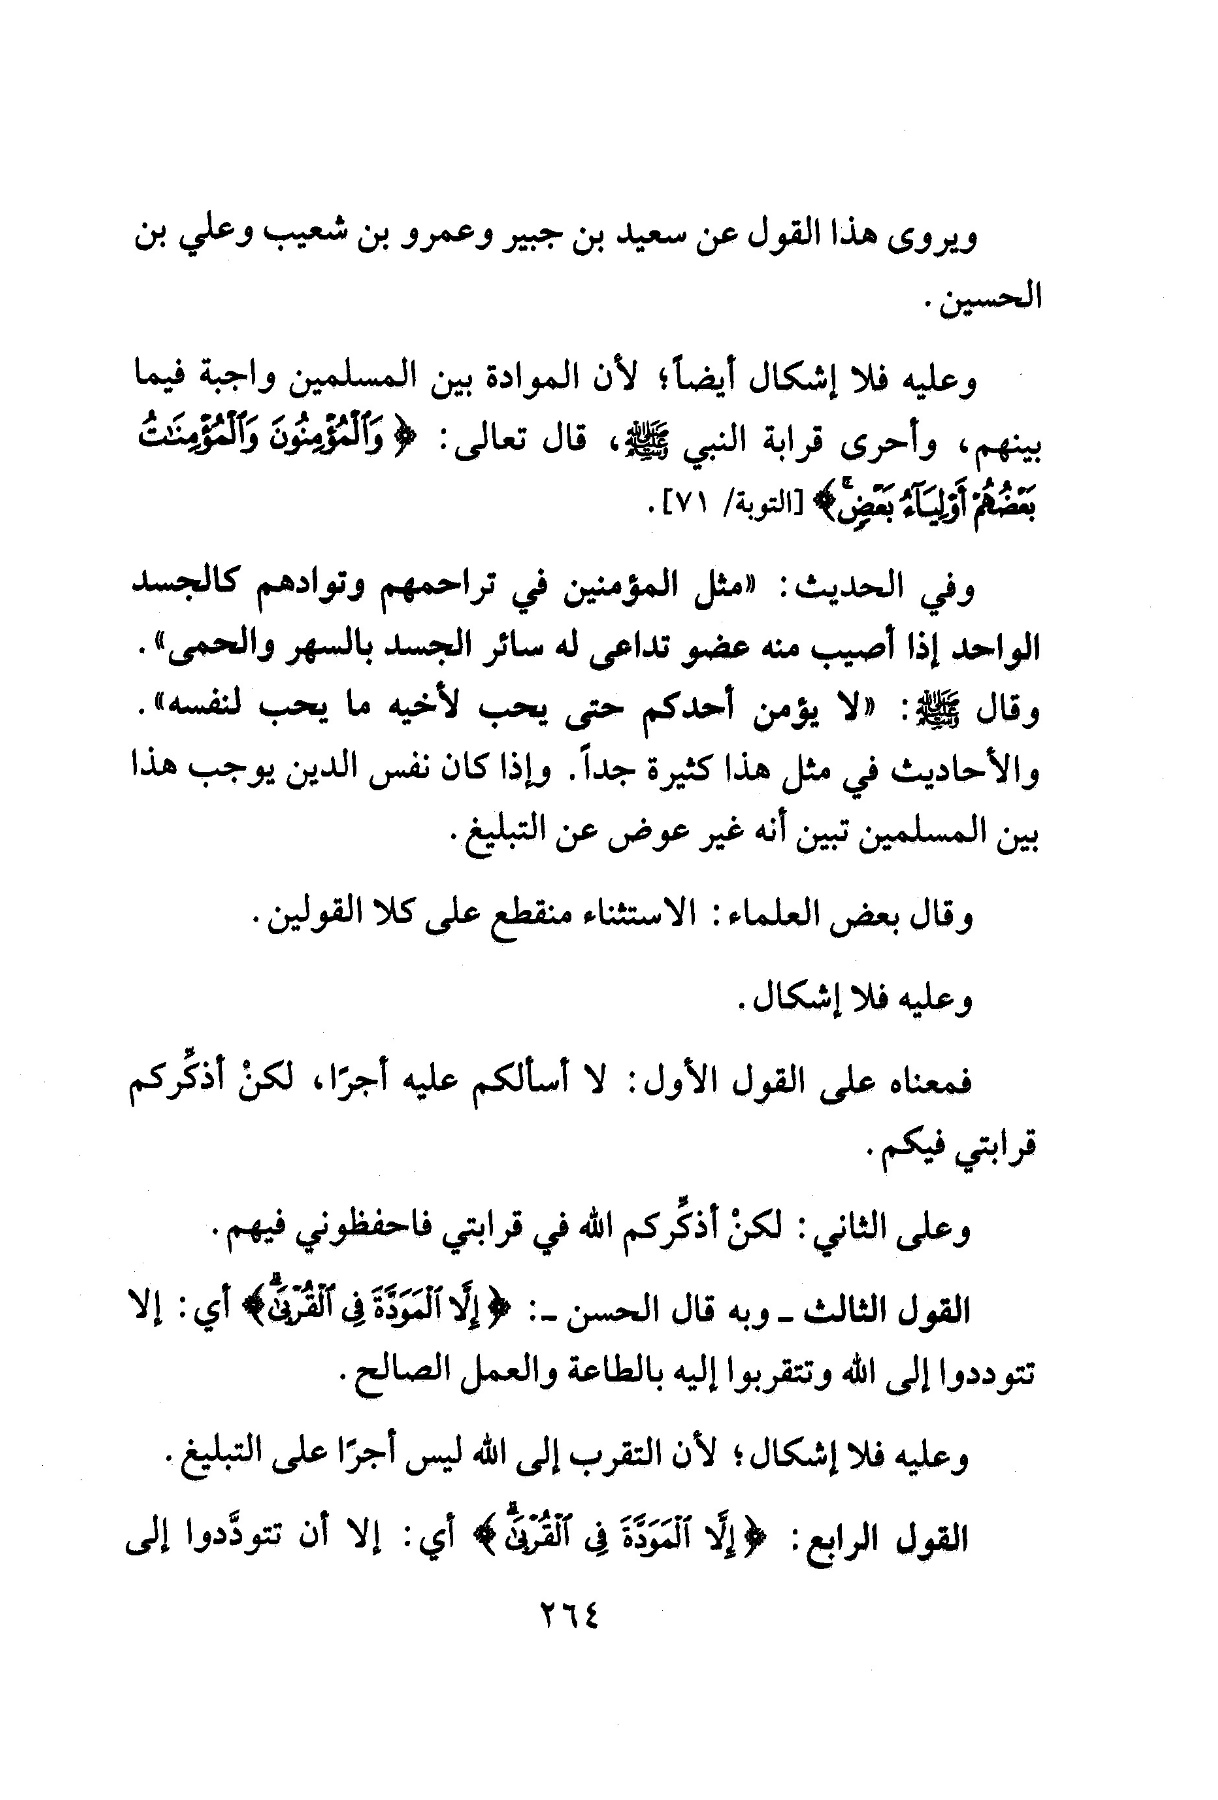 ويروى هذا القول عن سعيد بن جبير وعمرو بن شعيب وعلي بن
الحسين.
وعليه فلا إشكال أيضاً؛ لأن الموادة بين المسلمين واجبة فيما
بينهم، وأحرى قرابة النبي ﷺ، قال تعالى: ﴿وَٱلْمُؤْمِنُونَ وَٱلْمُؤْمِنَـٰتُ
بَعْضُهُمْ أَوْلِيَآءُ بَعْضٍۚ﴾ [التوبة/ ٧١].
وفي الحديث: «مثل المؤمنين في تراحمهم وتوادهم كالجسد
الواحد إذا أصيب منه عضو تداعى له سائر الجسد بالسهر والحمى».
وقال ﷺ: «لا يؤمن أحدكم حتى يحب لأخيه ما يحب لنفسه».
والأحاديث في مثل هذا كثيرة جداً. وإذا كان نفس الدين يوجب هذا
بين المسلمين تبين أنه غير عوض عن التبليغ.
وقال بعض العلماء: الاستثناء منقطع على كلا القولين.
وعليه فلا إشكال.
فمعناه على القول الأول: لا أسألكم عليه أجرًا، لكنْ أذكِّركم
قرابتي فيكم.
وعلى الثاني: لكنْ أذكِّركم الله في قرابتي فاحفظوني فيهم.
القول الثالث ـ وبه قال الحسن ـ: ﴿إِلَّا ٱلْمَوَدَّةَ فِى ٱلْقُرْبَىٰۗ﴾ أي: إلا
تتوددوا إلى الله وتتقربوا إليه بالطاعة والعمل الصالح.
وعليه فلا إشكال؛ لأن التقرب إلى الله ليس أجرًا على التبليغ.
القول الرابع: ﴿إِلَّا ٱلْمَوَدَّةَ فِى ٱلْقُرْبَىٰۗ﴾ أي: إلا أن تتودَّدوا إلى
٢٦٤